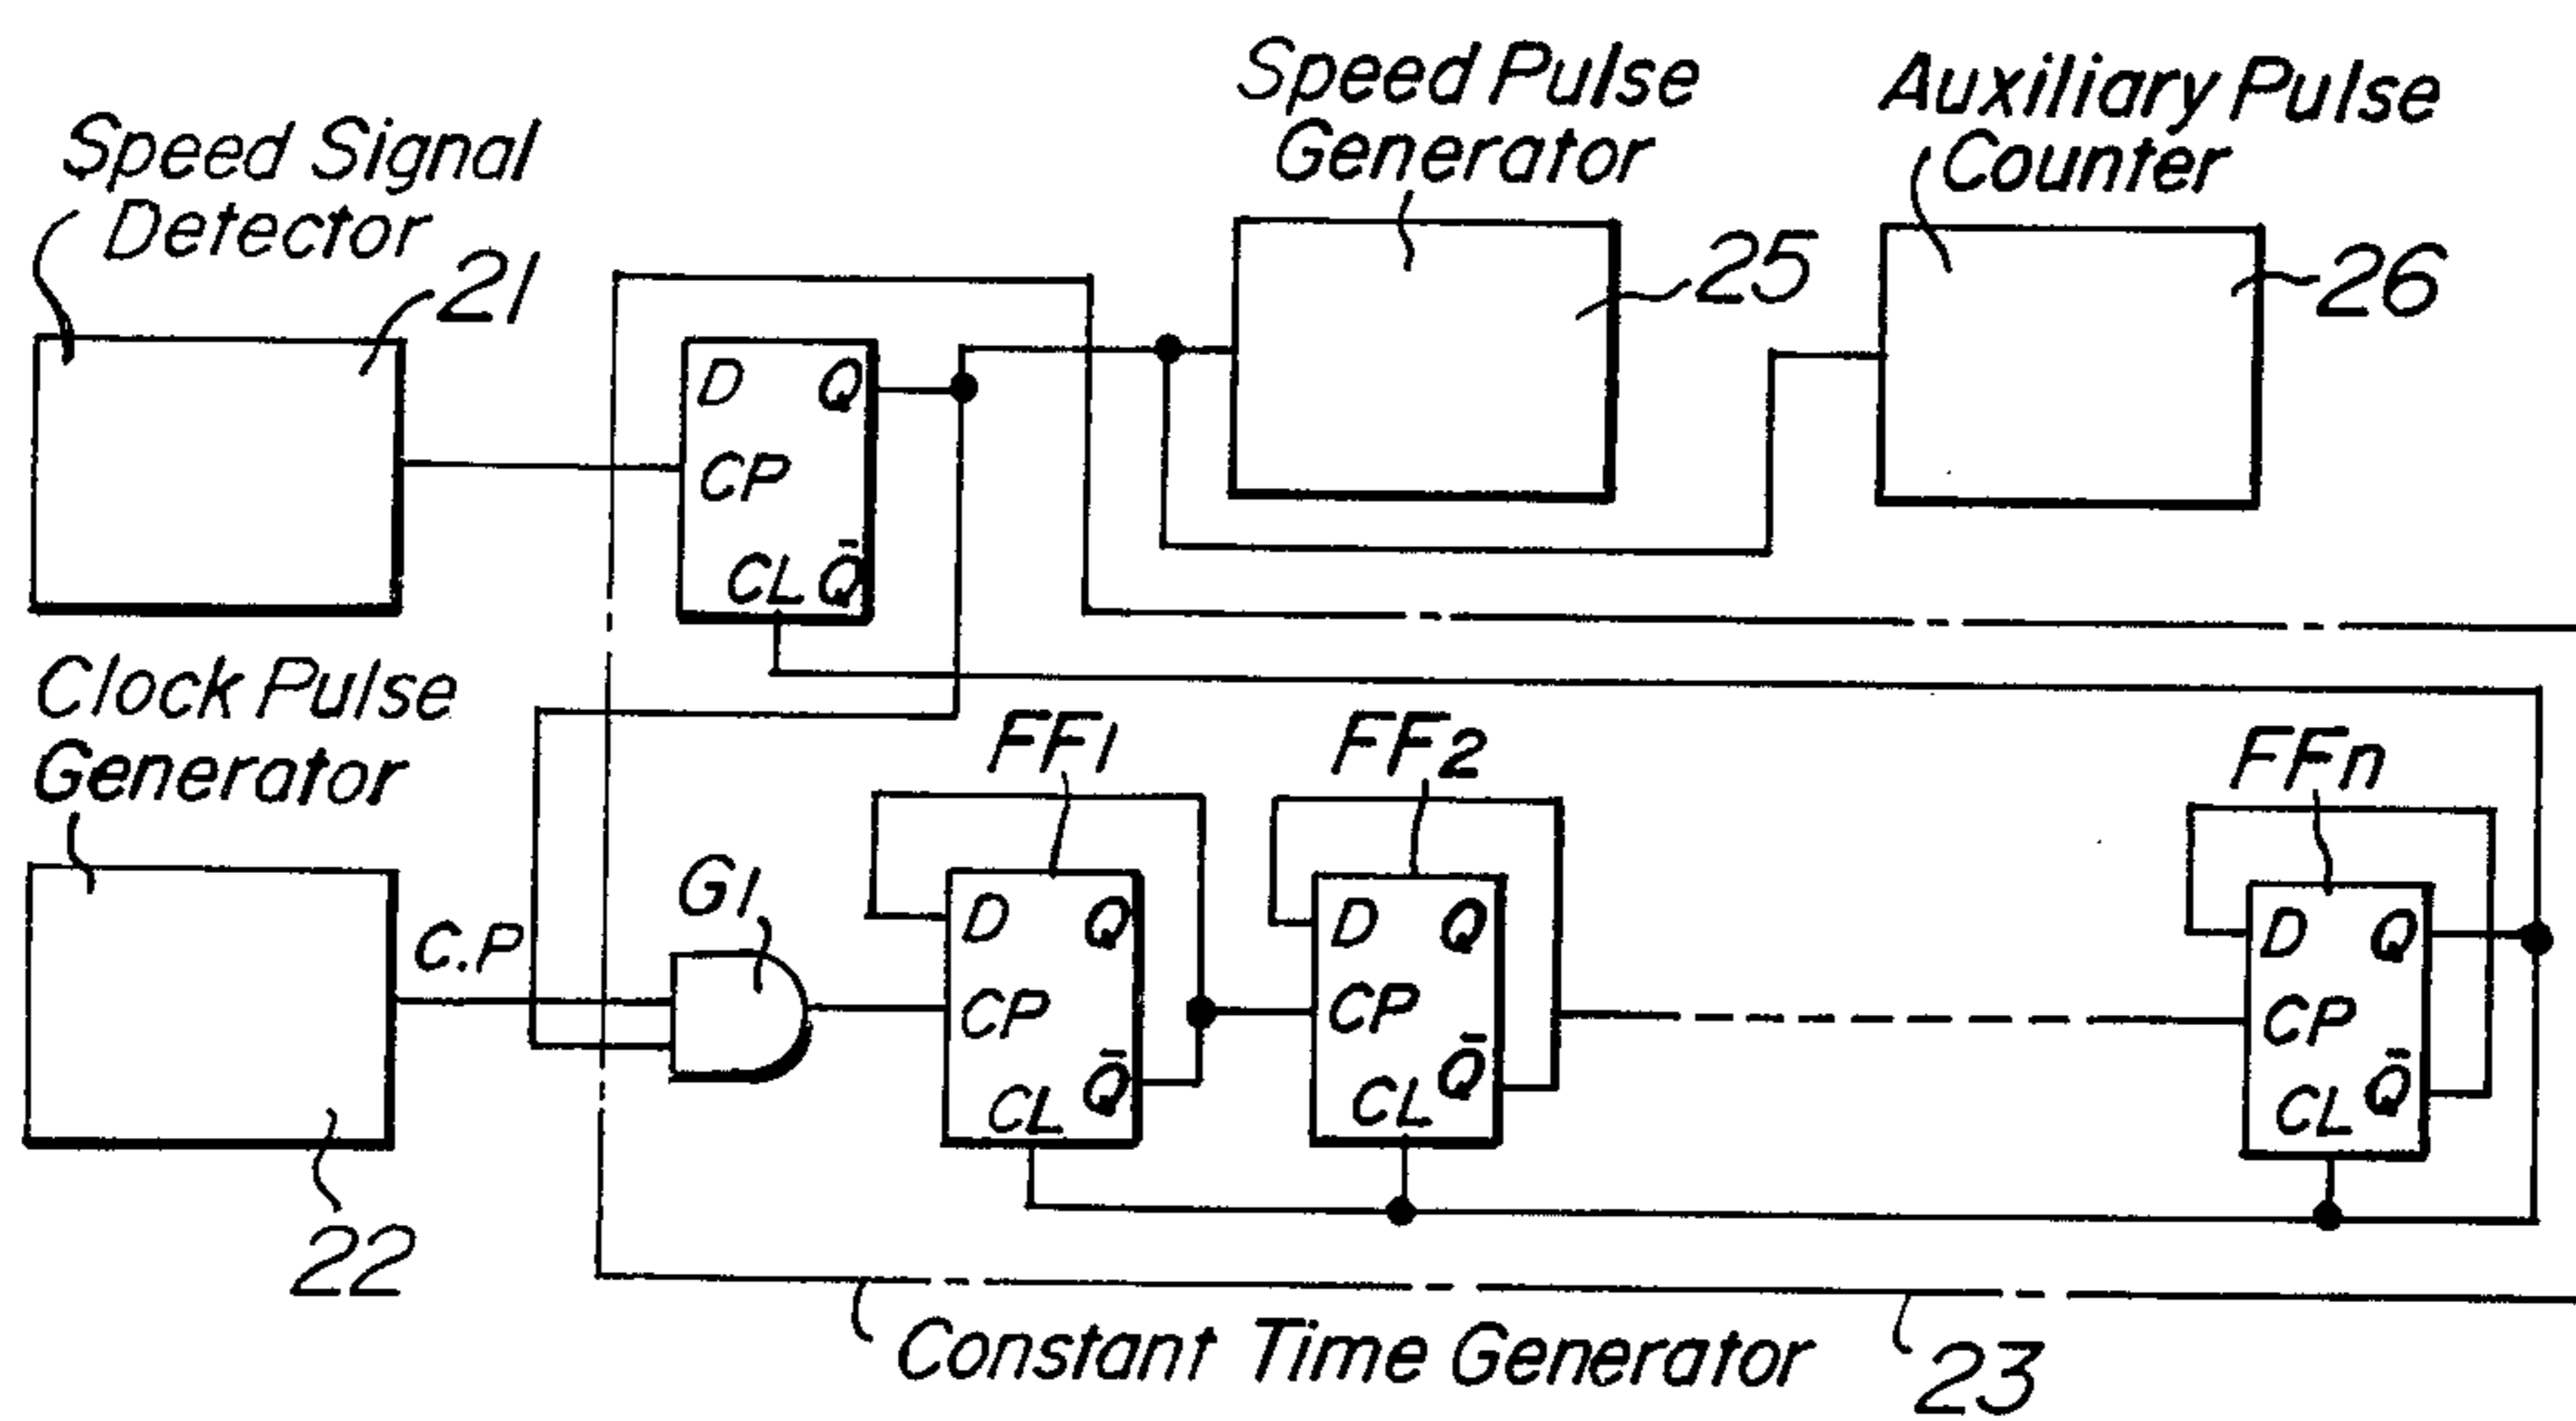 Speed Signal
Detector
21
Speed Pulse
Generator
25
Auxiliary Pulse
Counter
26
D Q
CP
CL Q̄
Clock Pulse
Generator
22
C.P
G1
FF1
D Q
CP
CL Q̄
FF2
D Q
CP
CL Q̄
FFn
D Q
CP
CL Q̄
Constant Time Generator
23